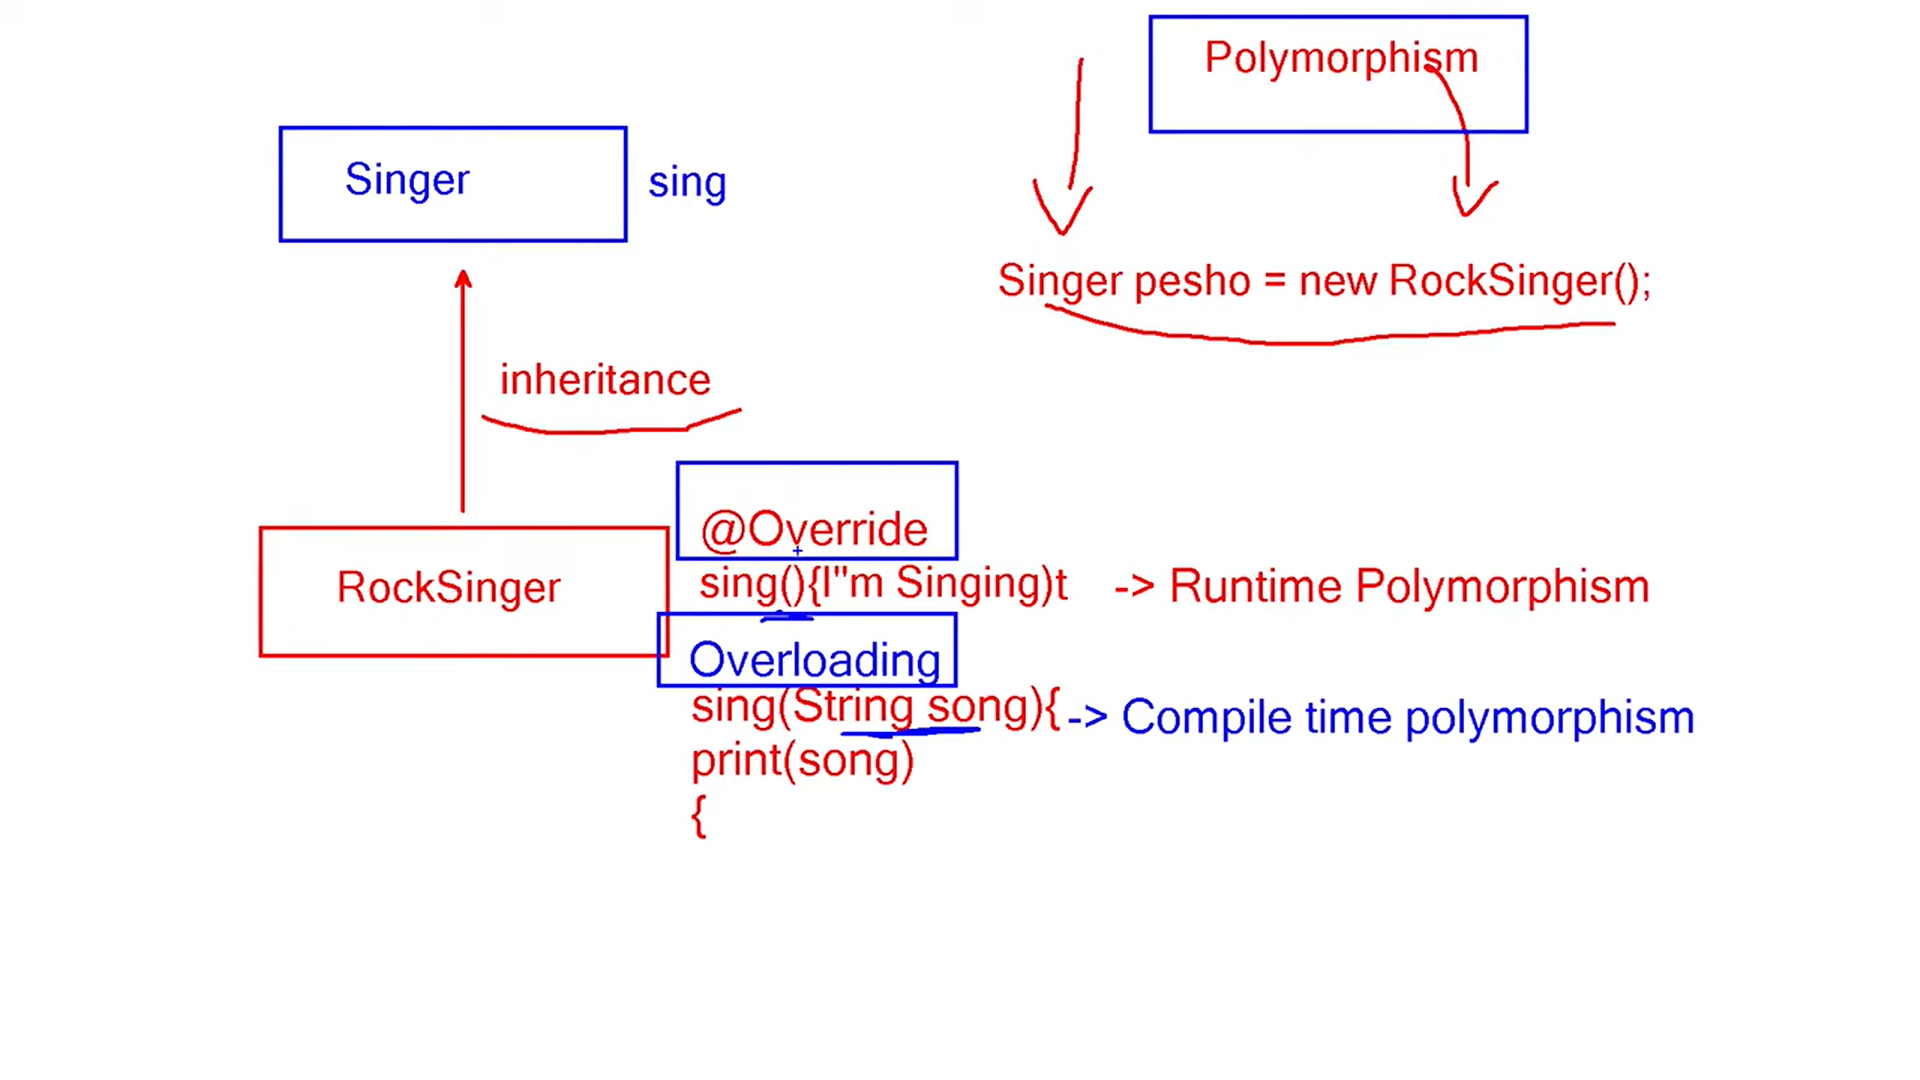 Polymorphism
Singer
sing
Singer pesho = new RockSinger();
inheritance
@Override
RockSinger
sing(){I"m Singing)t
-> Runtime Polymorphism
Overloading
sing(String song){
-> Compile time polymorphism
print(song)
{